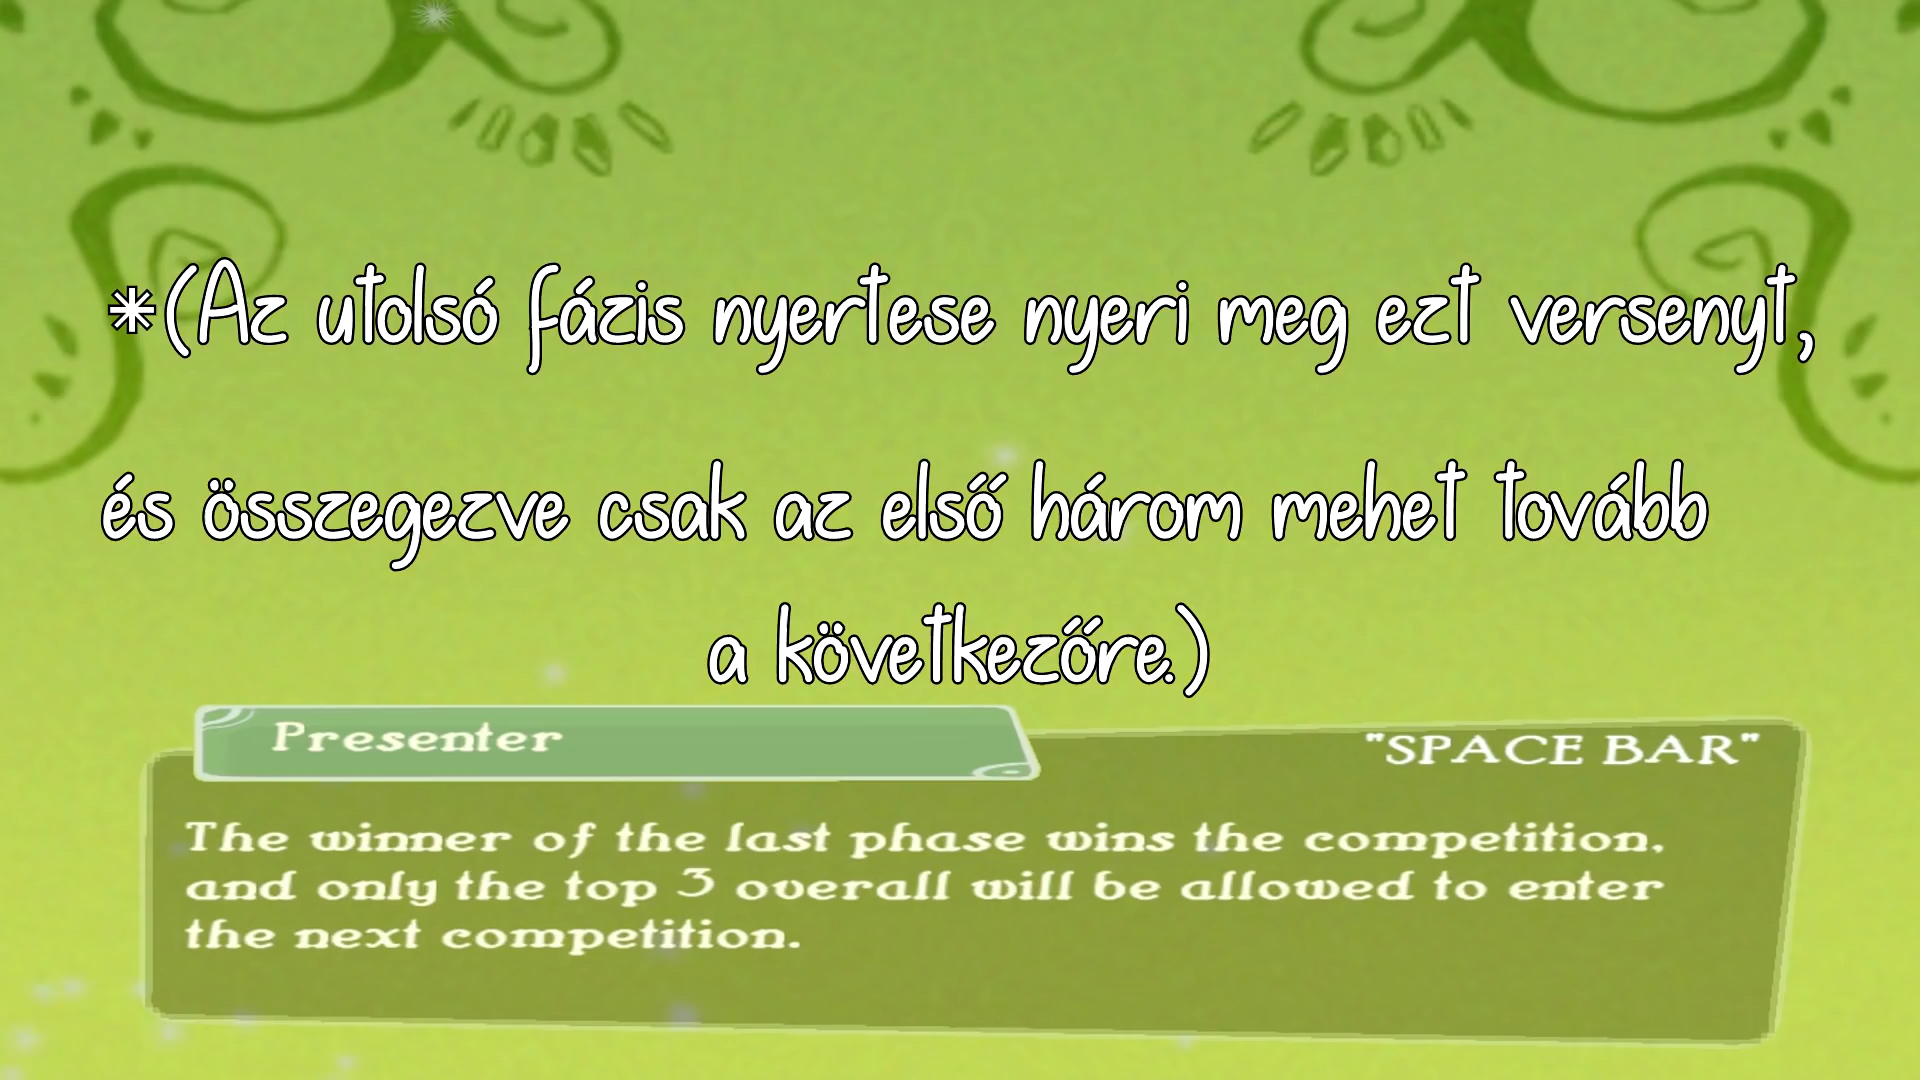 *(Az utolsó fázis nyertese nyeri meg ezt versenyt,
és összegezve csak az első három mehet tovább
a következőre.)
Presenter
"SPACE BAR"
The winner of the last phase wins the competition,
and only the top 3 overall will be allowed to enter
the next competition.